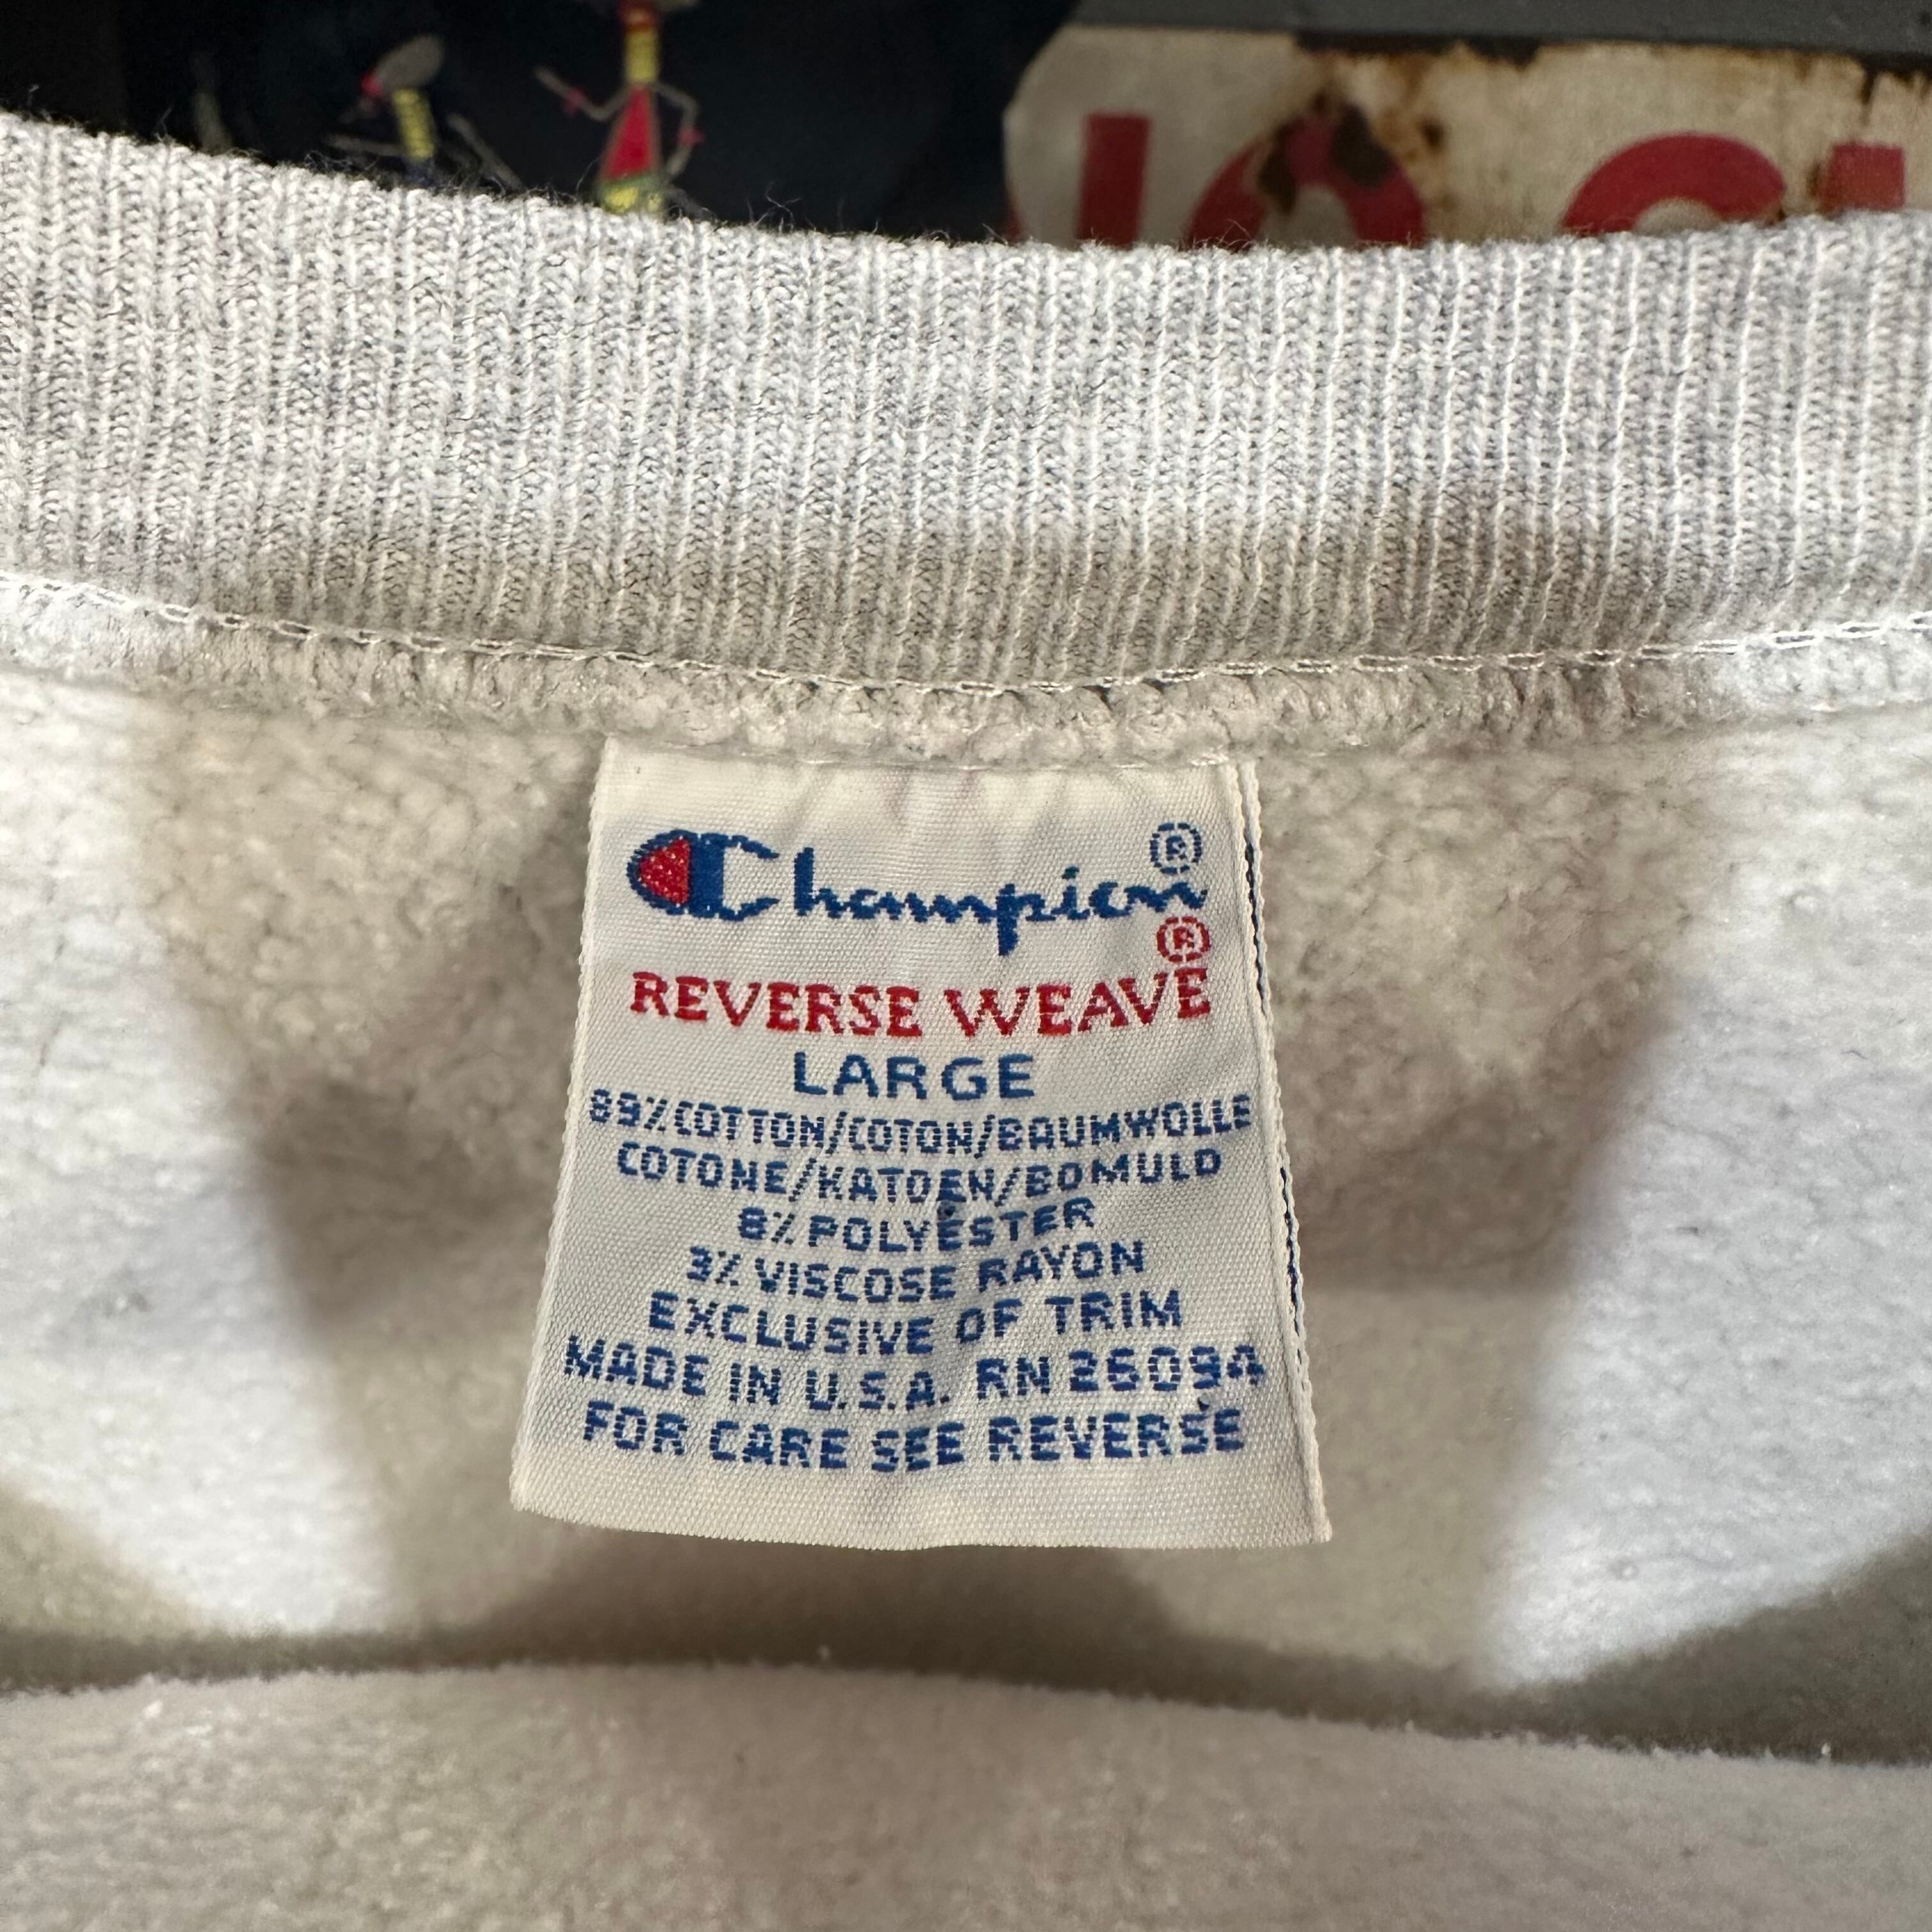 Champion®
REVERSE WEAVE®
LARGE
89% COTTON/COTON/BAUMWOLLE
COTONE/KATOEN/BOMULD
8% POLYESTER
3% VISCOSE RAYON
EXCLUSIVE OF TRIM
MADE IN U.S.A. RN 26094
FOR CARE SEE REVERSE